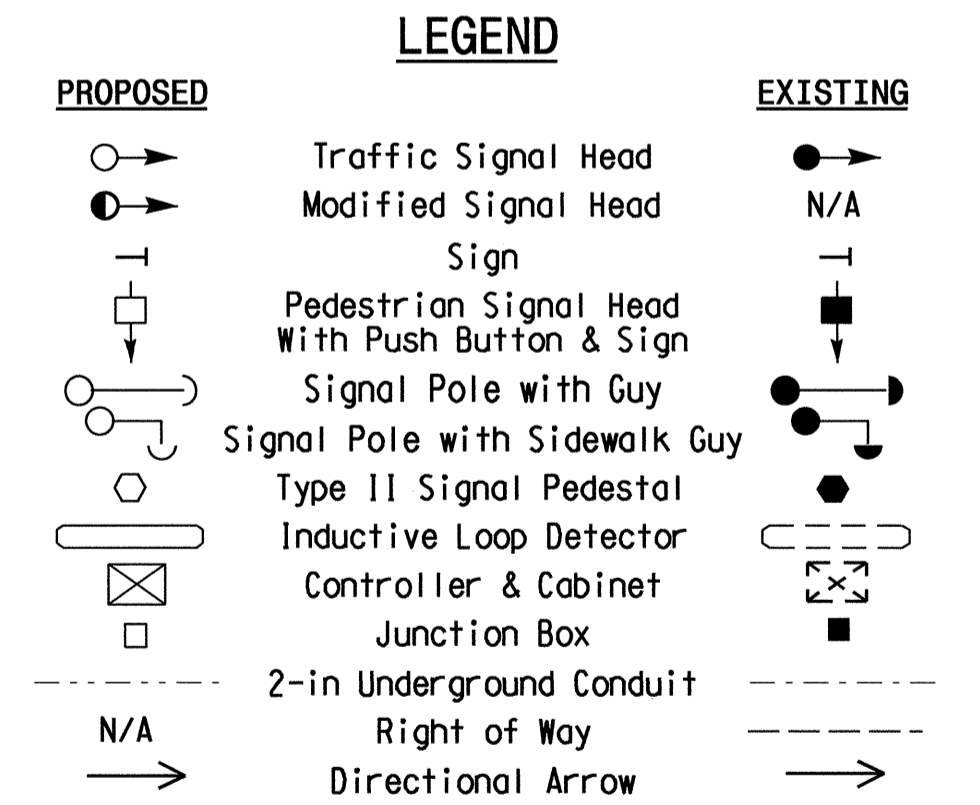 LEGEND
PROPOSED EXISTING
Traffic Signal Head
Modified Signal Head N/A
Sign
Pedestrian Signal Head
With Push Button & Sign
Signal Pole with Guy
Signal Pole with Sidewalk Guy
Type II Signal Pedestal
Inductive Loop Detector
Controller & Cabinet
Junction Box
2-in Underground Conduit
N/A Right of Way
Directional Arrow